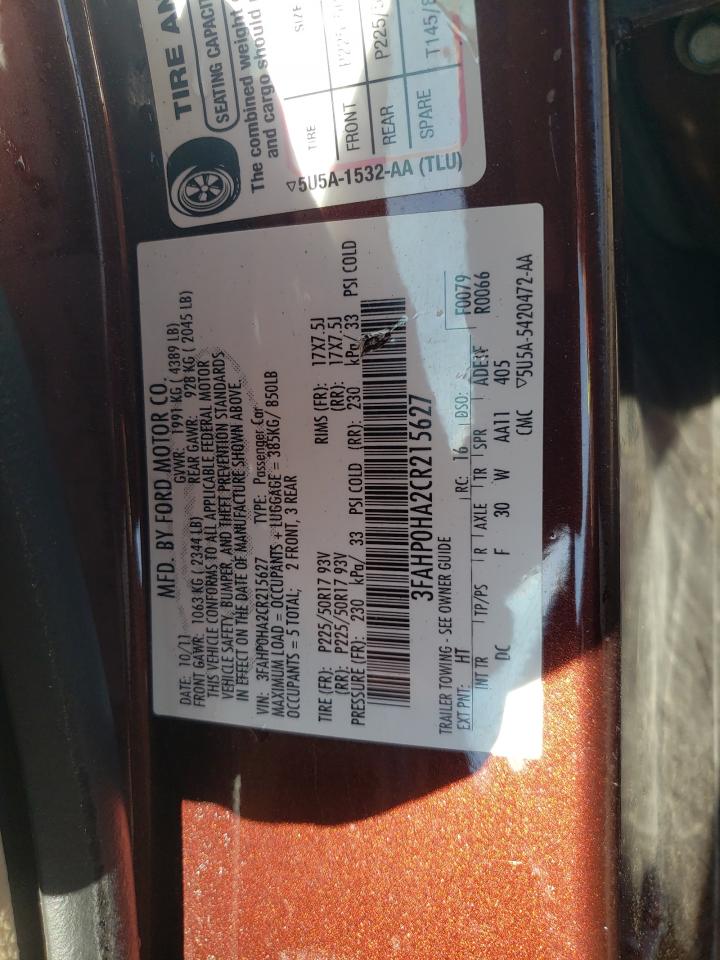 TIRE AN
SEATING CAPACI
The combined weight
and cargo should
TIRE SIZE
FRONT P225/
REAR P225/5
SPARE T145/8
▽5U5A-1532-AA (TLU)
MFD. BY FORD MOTOR CO.
DATE: 10/11 GVWR: 1991 KG ( 4389 LB)
FRONT GAWR: 1063 KG ( 2344 LB) REAR GAWR: 928 KG ( 2045 LB)
THIS VEHICLE CONFORMS TO ALL APPLICABLE FEDERAL MOTOR
VEHICLE SAFETY, BUMPER, AND THEFT PREVENTION STANDARDS
IN EFFECT ON THE DATE OF MANUFACTURE SHOWN ABOVE.
VIN: 3FAHP0HA2CR215627 TYPE: Passenger Car
MAXIMUM LOAD = OCCUPANTS + LUGGAGE = 385KG/ 850LB
OCCUPANTS = 5 TOTAL; 2 FRONT, 3 REAR
TIRE (FR): P225/50R17 93V RIMS (FR): 17X7.5J
(RR): P225/50R17 93V (RR): 17X7.5J
PRESSURE (FR): 230 kPa/ 33 PSI COLD (RR): 230 kPa/ 33 PSI COLD
3FAHP0HA2CR215627
TRAILER TOWING - SEE OWNER GUIDE
EXT PNT: HT RC: 16 DSO: F0079
INT TR TP/PS R AXLE TR SPR R0066
DC F 30 W AA11 405
CMC ▽5U5A-5420472-AA